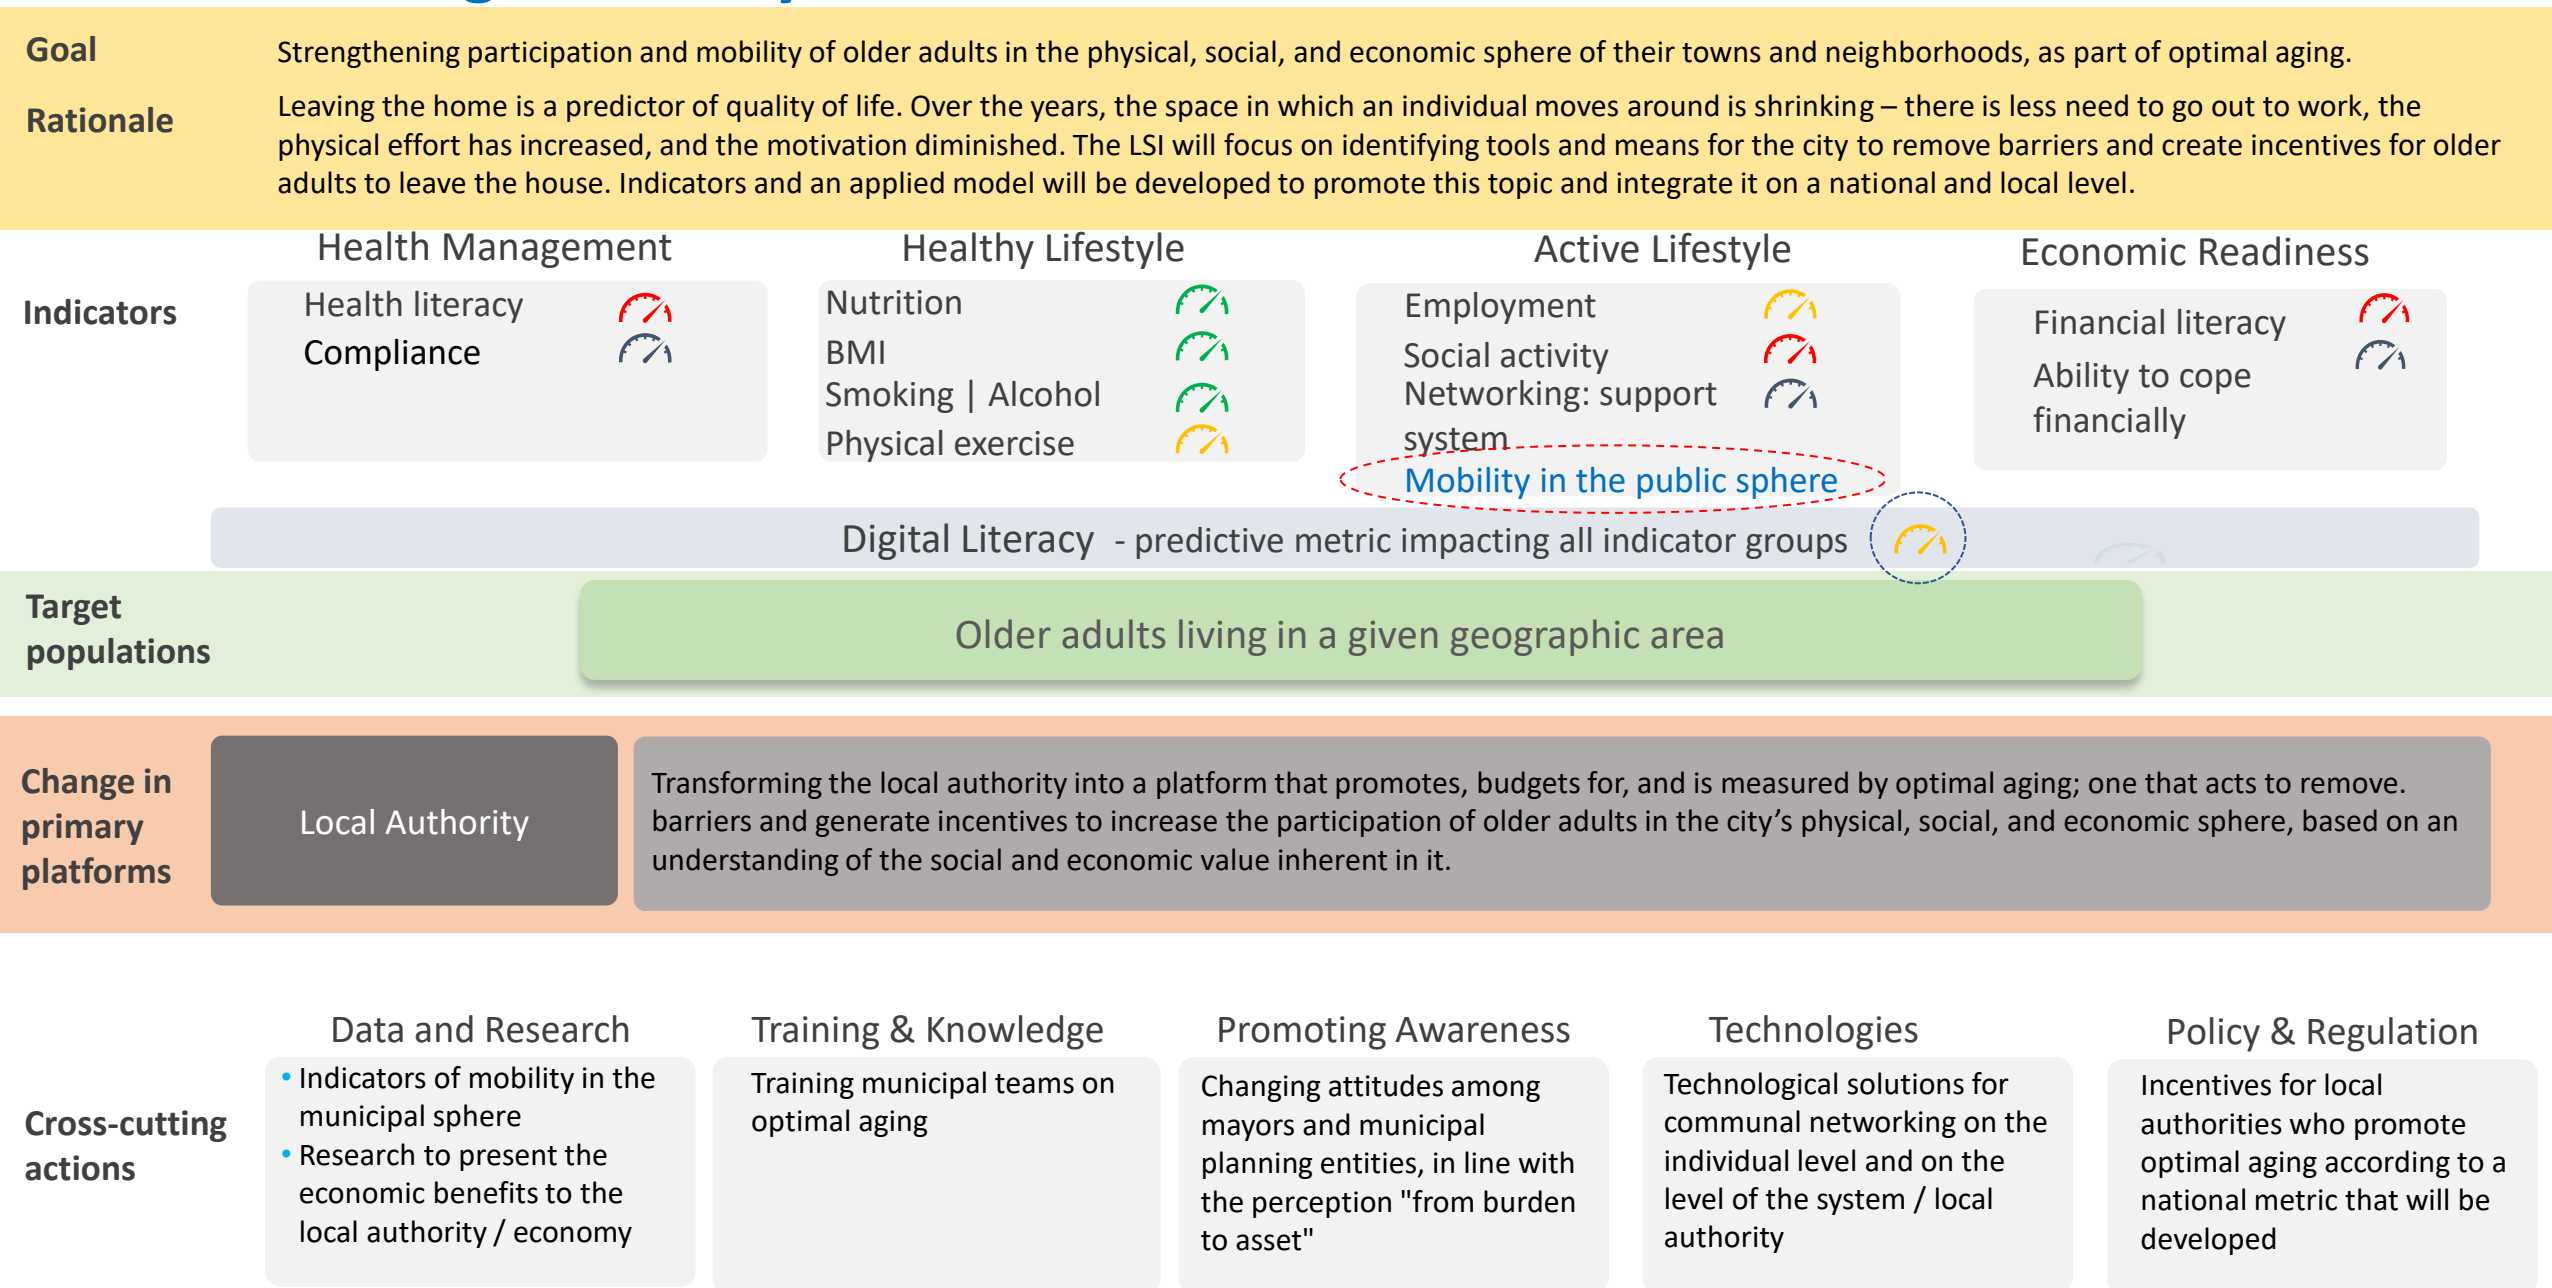 Goal
Strengthening participation and mobility of older adults in the physical, social, and economic sphere of their towns and neighborhoods, as part of optimal aging.
Rationale
Leaving the home is a predictor of quality of life. Over the years, the space in which an individual moves around is shrinking – there is less need to go out to work, the
physical effort has increased, and the motivation diminished. The LSI will focus on identifying tools and means for the city to remove barriers and create incentives for older
adults to leave the house. Indicators and an applied model will be developed to promote this topic and integrate it on a national and local level.
Indicators
Health Management
Health literacy
Compliance
Healthy Lifestyle
Nutrition
BMI
Smoking | Alcohol
Physical exercise
Active Lifestyle
Employment
Social activity
Networking: support
system
Mobility in the public sphere
Economic Readiness
Financial literacy
Ability to cope
financially
Digital Literacy - predictive metric impacting all indicator groups
Target
populations
Older adults living in a given geographic area
Change in
primary
platforms
Local Authority
Transforming the local authority into a platform that promotes, budgets for, and is measured by optimal aging; one that acts to remove.
barriers and generate incentives to increase the participation of older adults in the city’s physical, social, and economic sphere, based on an
understanding of the social and economic value inherent in it.
Cross-cutting
actions
Data and Research
• Indicators of mobility in the
municipal sphere
• Research to present the
economic benefits to the
local authority / economy
Training & Knowledge
Training municipal teams on
optimal aging
Promoting Awareness
Changing attitudes among
mayors and municipal
planning entities, in line with
the perception "from burden
to asset"
Technologies
Technological solutions for
communal networking on the
individual level and on the
level of the system / local
authority
Policy & Regulation
Incentives for local
authorities who promote
optimal aging according to a
national metric that will be
developed